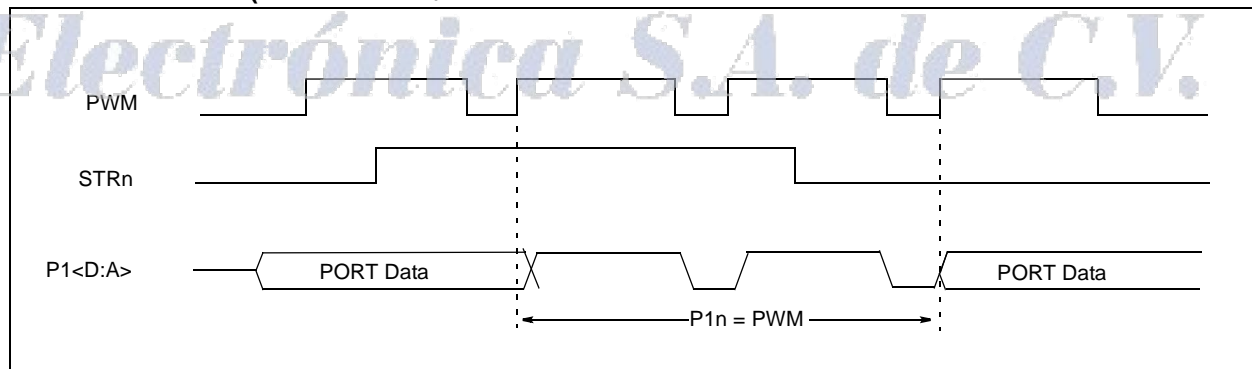 Electrónica S.A. de C.V.
PWM
STRn
P1<D:A>
PORT Data
PORT Data
P1n = PWM